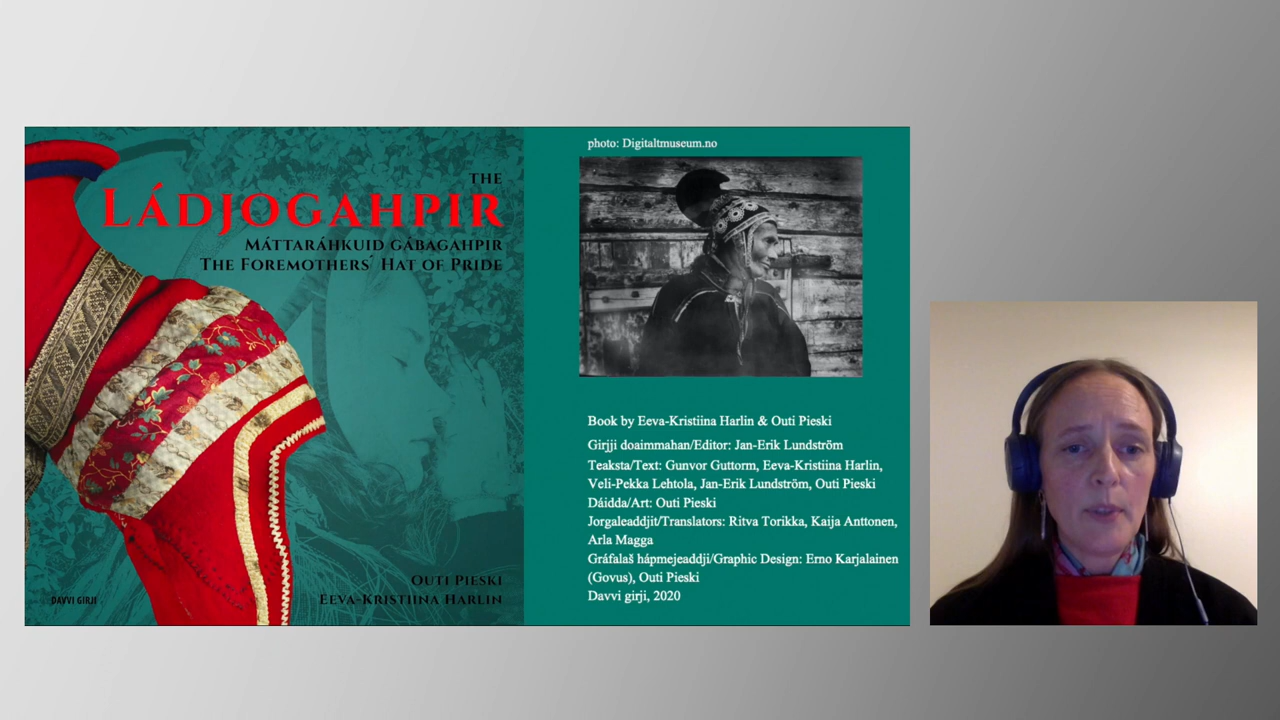 THE
LÁDJOGAHPIR
MÁTTARÁHKUID GÁBAGAHPIR
THE FOREMOTHERS´ HAT OF PRIDE
OUTI PIESKI
EEVA-KRISTIINA HARLIN
DAVVI GIRJI
photo: Digitaltmuseum.no
Book by Eeva-Kristiina Harlin & Outi Pieski
Girjji doaimmahan/Editor: Jan-Erik Lundström
Teaksta/Text: Gunvor Guttorm, Eeva-Kristiina Harlin,
Veli-Pekka Lehtola, Jan-Erik Lundström, Outi Pieski
Dáidda/Art: Outi Pieski
Jorgaleaddjit/Translators: Ritva Torikka, Kaija Anttonen,
Arla Magga
Gráfalaš hápmejeaddji/Graphic Design: Erno Karjalainen
(Govus), Outi Pieski
Davvi girji, 2020